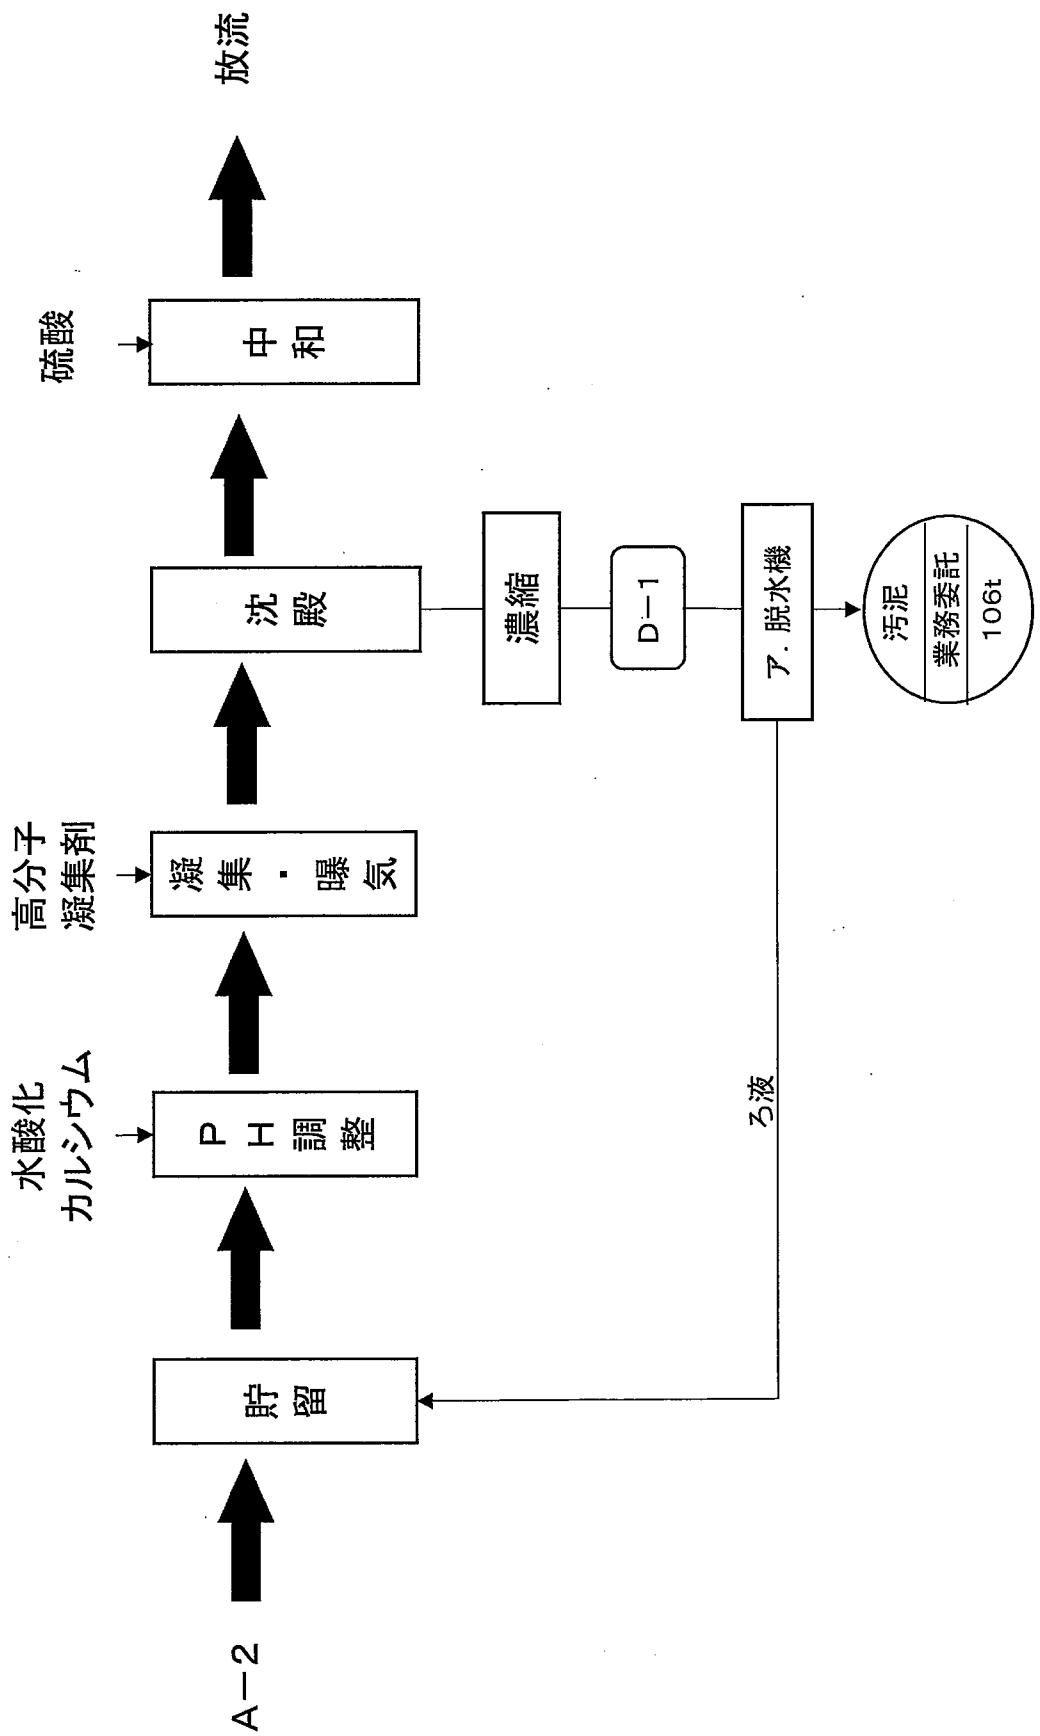 水酸化
カルシウム
高分子
凝集剤
硫酸
A－2
貯留
PH調整
凝集・曝気
沈殿
中和
放流
濃縮
D－1
ア．脱水機
ろ液
汚泥
業務委託
106t